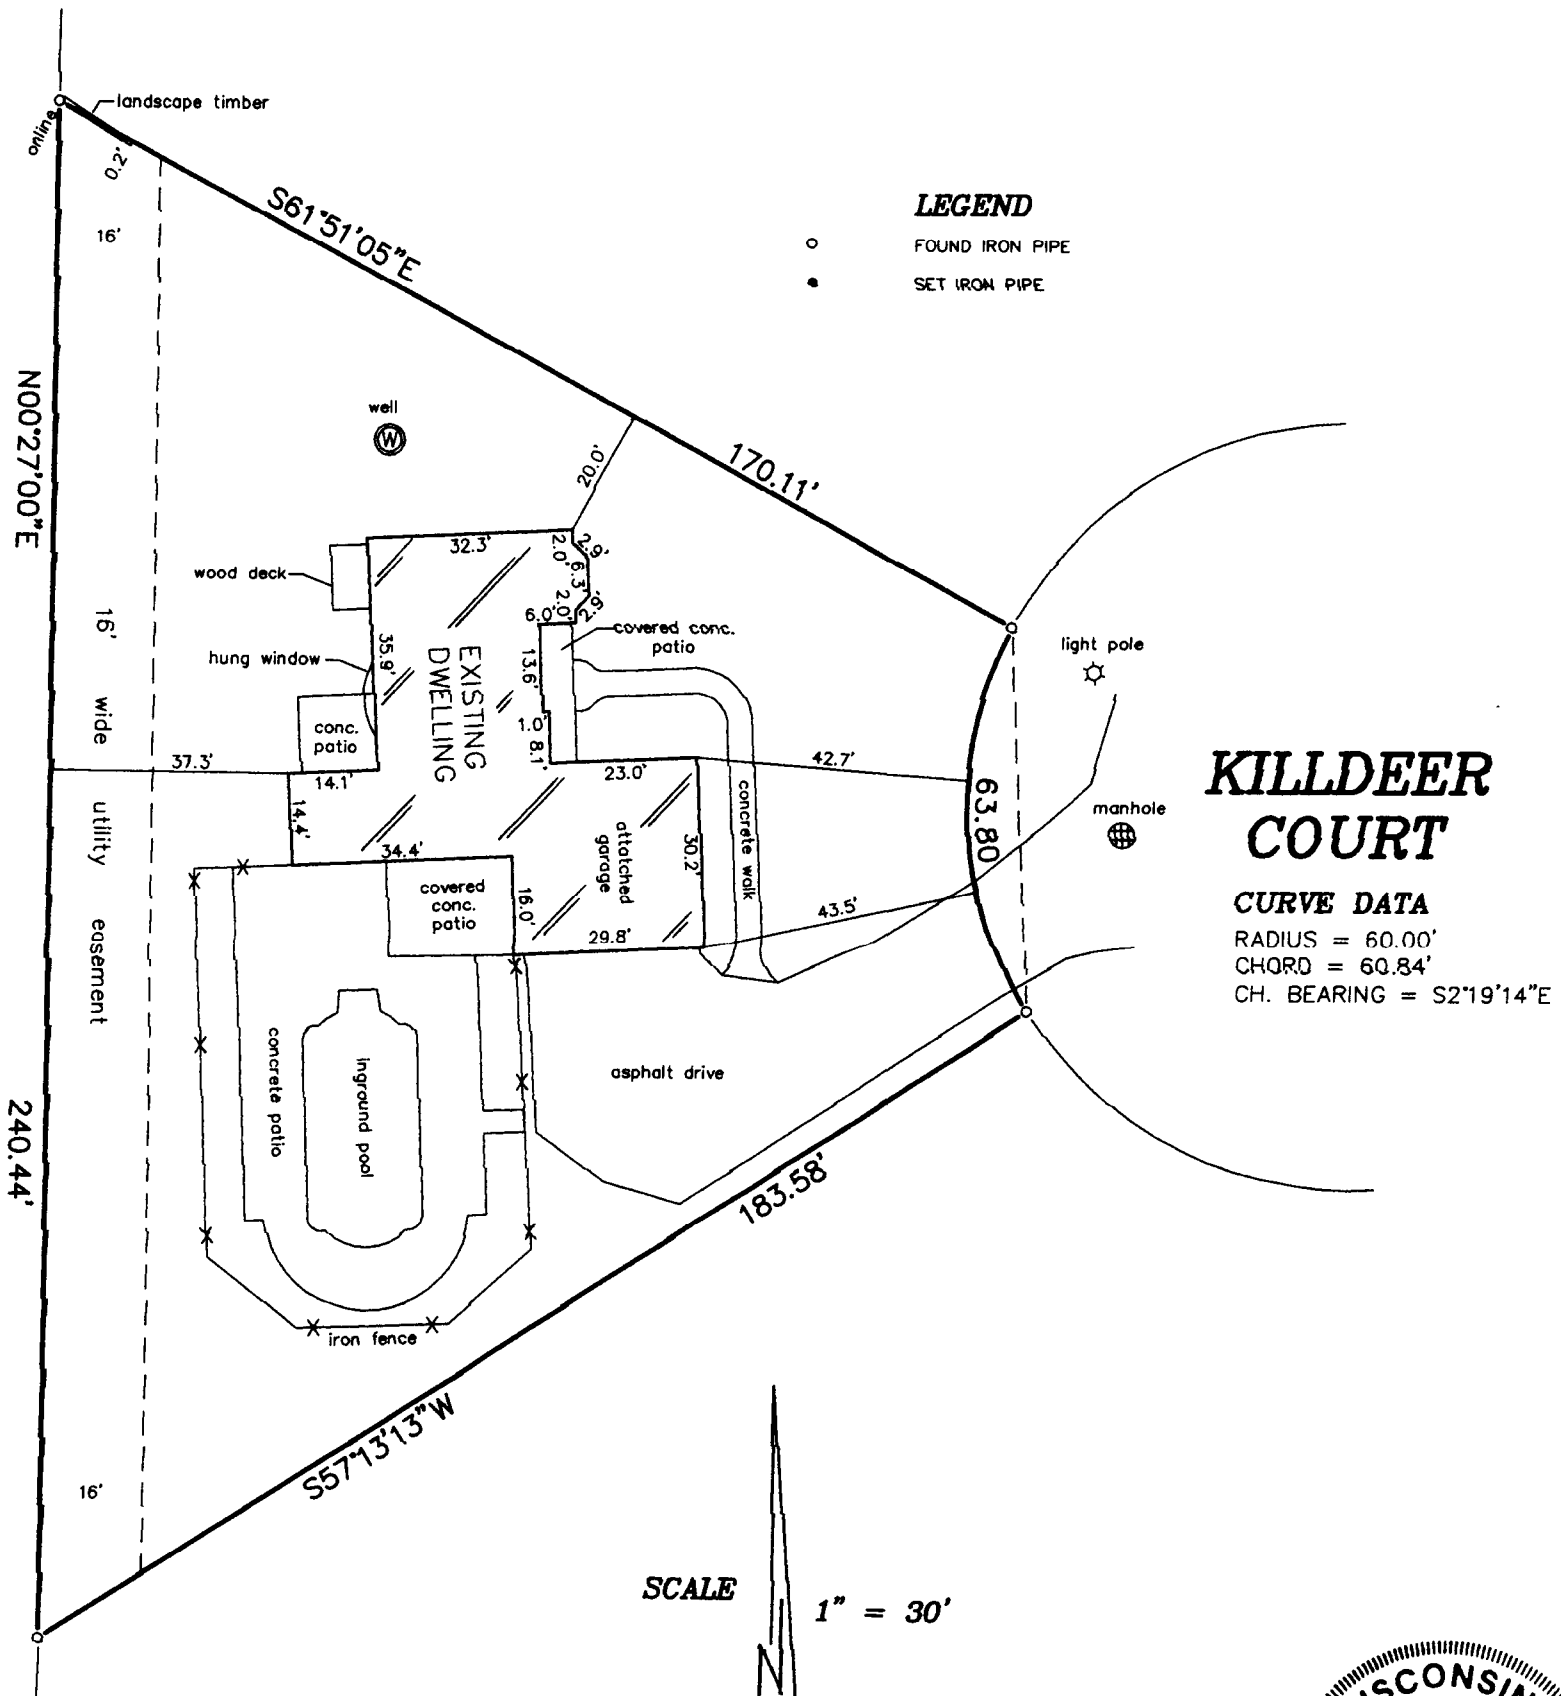 landscape timber
online
0.2'
16'
S61°51'05"E
LEGEND
FOUND IRON PIPE
SET IRON PIPE
N00°27'00"E
well
W
20.0'
170.11'
32.3'
2.0'
2.9'
6.3'
2.0'
2.9'
6.0'
wood deck
covered conc.
patio
hung window
35.9'
13.6'
EXISTING
DWELLING
16' wide utility easement
conc.
patio
1.0'
8.1'
37.3'
14.1'
23.0'
42.7'
light pole
63.80
manhole
KILLDEER
COURT
14.4'
34.4'
attatched
garage
30.2'
concrete walk
covered
conc.
patio
16.0'
29.8'
43.5'
CURVE DATA
RADIUS = 60.00'
CHORD = 60.84'
CH. BEARING = S2°19'14"E
concrete patio
inground pool
asphalt drive
240.44'
183.58'
iron fence
S57°13'13"W
16'
SCALE
1" = 30'
N